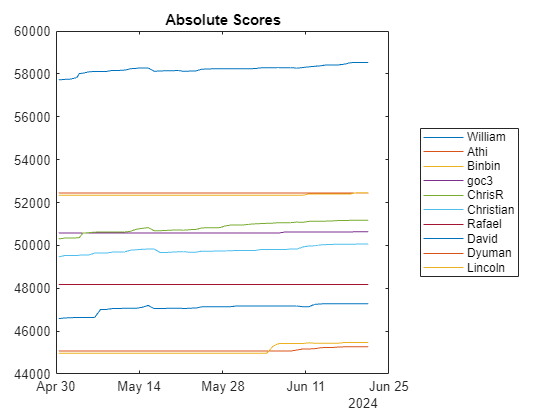 Absolute Scores
60000
58000
56000
54000
52000
50000
48000
46000
44000
Apr 30
May 14
May 28
Jun 11
Jun 25
2024
William
Athi
Binbin
goc3
ChrisR
Christian
Rafael
David
Dyuman
Lincoln